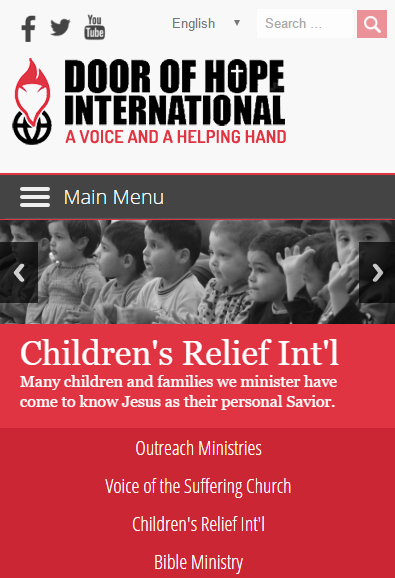 You
Tube
English
Search ...
DOOR OF HOPE
INTERNATIONAL
A VOICE AND A HELPING HAND
Main Menu
Children's Relief Int'l
Many children and families we minister have
come to know Jesus as their personal Savior.
Outreach Ministries
Voice of the Suffering Church
Children's Relief Int'l
Bible Ministry